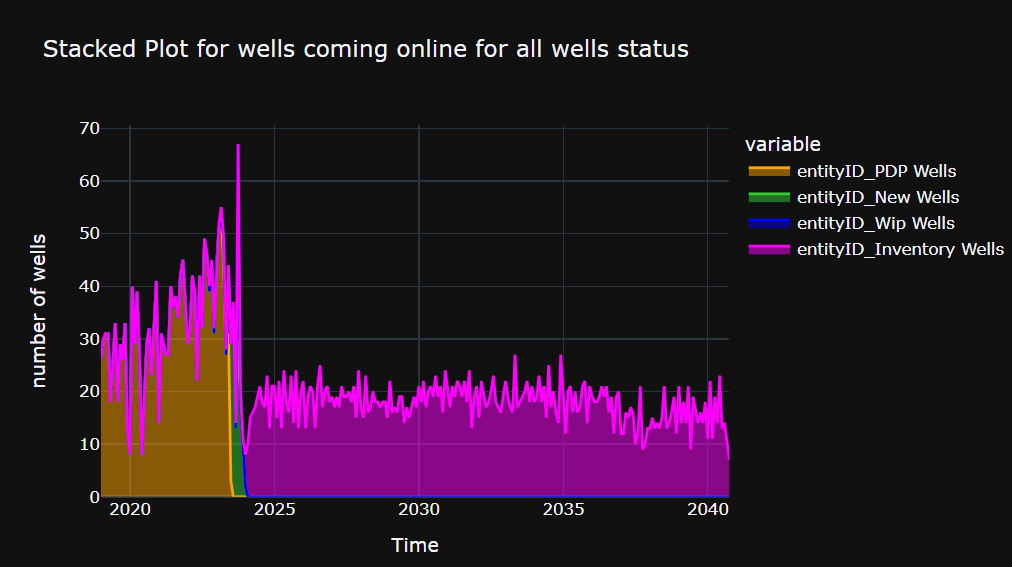 Stacked Plot for wells coming online for all wells status
70
60
50
40
30
20
10
0
number of wells
2020 2025 2030 2035 2040
Time
variable
entityID_PDP Wells
entityID_New Wells
entityID_Wip Wells
entityID_Inventory Wells